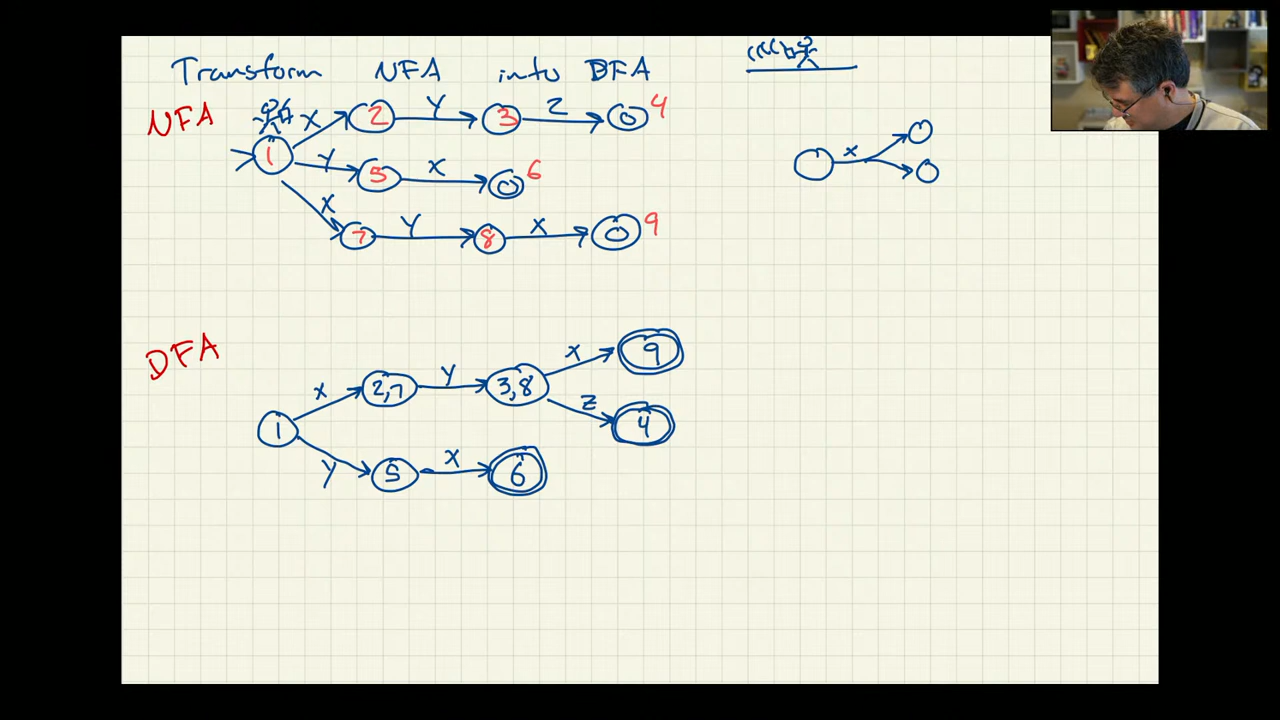 Transform NFA into DFA
NFA
X 2 Y 3 Z 4
1 Y 5 X 6
X 7 Y 8 X 9
X
DFA
X 2,7 Y 3,8 X 9
Z 4
1
Y 5 X 6